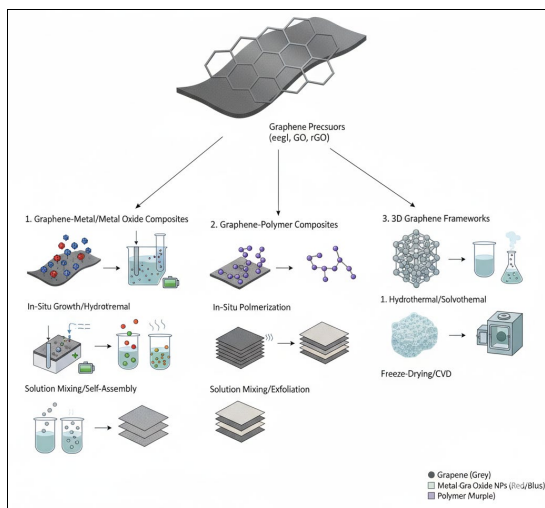 Graphene Precsuors
(eegl, GO, rGO)
1. Graphene-Metal/Metal Oxide Composites
2. Graphene-Polymer Composites
3. 3D Graphene Frameworks
In-Situ Growth/Hydrotremal
In-Situ Polmerization
1. Hydrothermal/Solvothemal
Solution Mixing/Self-Assembly
Solution Mixing/Exfoliation
Freeze-Drying/CVD
Grapene (Grey)
Metal Gra Oxide NPs (Red/Blus)
Polymer Murple)